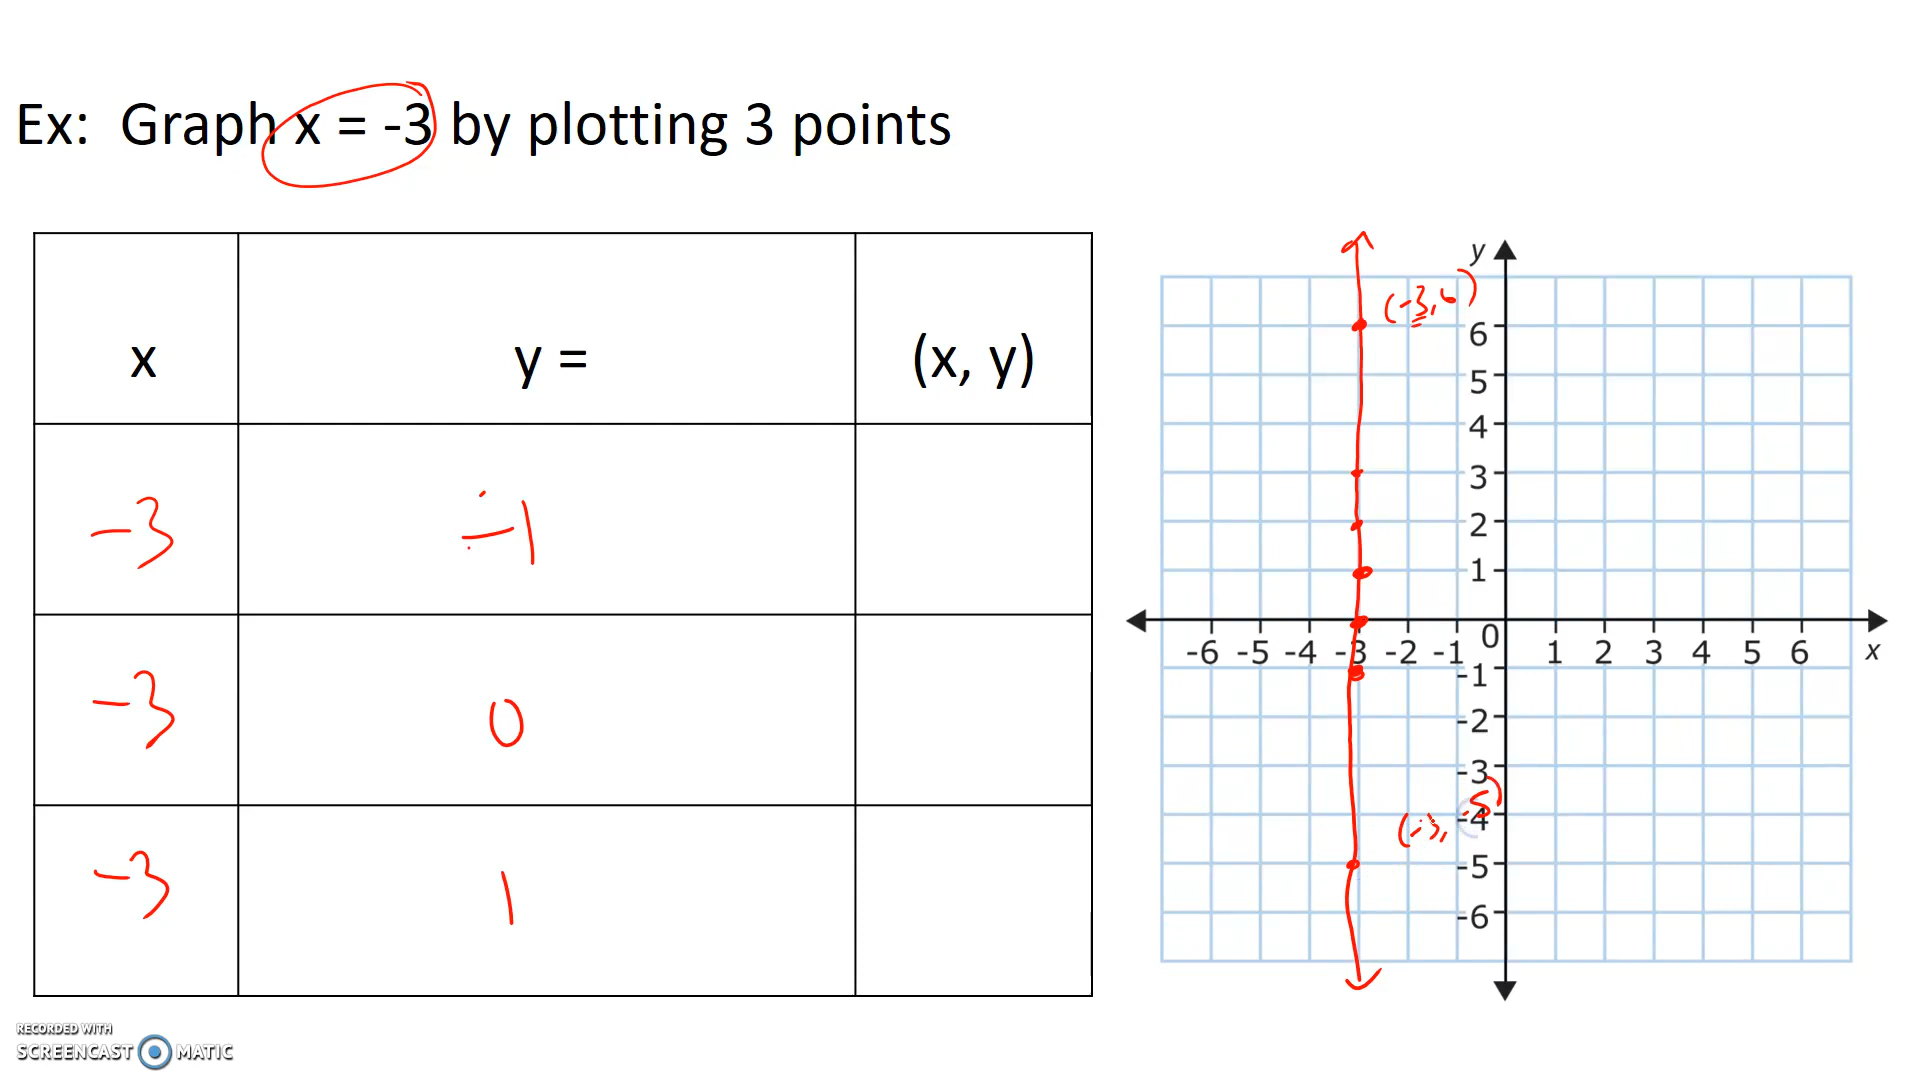 Ex: Graph x = -3 by plotting 3 points
x y = (x, y)
-3 -1
-3 0
-3 1
y
(-3, 6)
6
5
4
3
2
1
-6 -5 -4 -3 -2 -1 0 1 2 3 4 5 6 x
-1
-2
-3
(-3, -5)
-4
-5
-6
RECORDED WITH
SCREENCAST MATIC